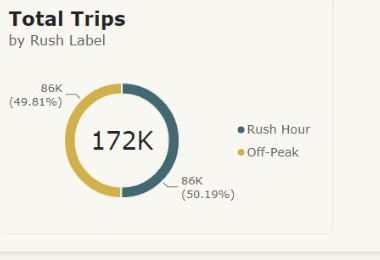 Total Trips
by Rush Label
86K
(49.81%)
172K
Rush Hour
Off-Peak
86K
(50.19%)